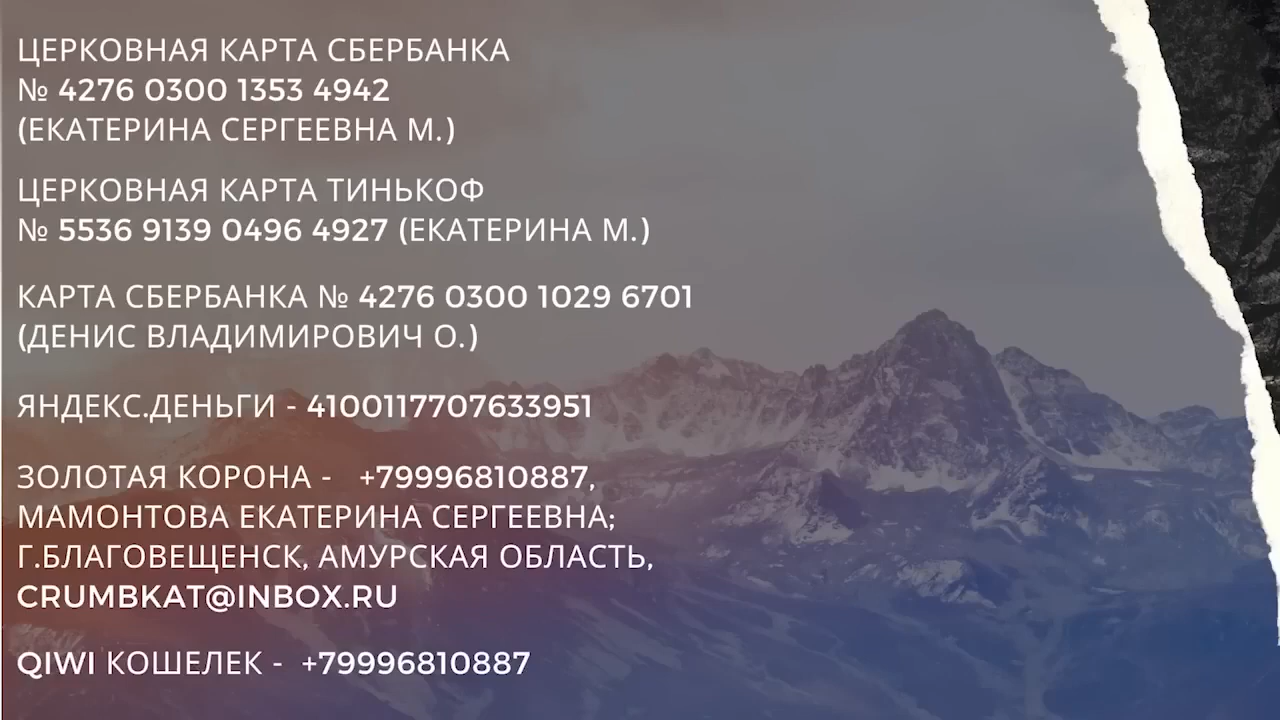 ЦЕРКОВНАЯ КАРТА СБЕРБАНКА
№ 4276 0300 1353 4942
(ЕКАТЕРИНА СЕРГЕЕВНА М.)
ЦЕРКОВНАЯ КАРТА ТИНЬКОФ
№ 5536 9139 0496 4927 (ЕКАТЕРИНА М.)
КАРТА СБЕРБАНКА № 4276 0300 1029 6701
(ДЕНИС ВЛАДИМИРОВИЧ О.)
ЯНДЕКС.ДЕНЬГИ - 4100117707633951
ЗОЛОТАЯ КОРОНА - +79996810887,
МАМОНТОВА ЕКАТЕРИНА СЕРГЕЕВНА;
Г.БЛАГОВЕЩЕНСК, АМУРСКАЯ ОБЛАСТЬ,
CRUMBKAT@INBOX.RU
QIWI КОШЕЛЕК - +79996810887